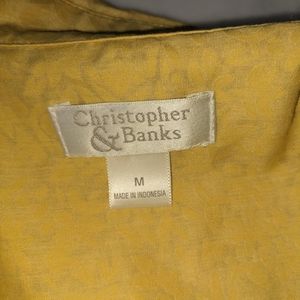 Christopher
& Banks
M
MADE IN INDONESIA